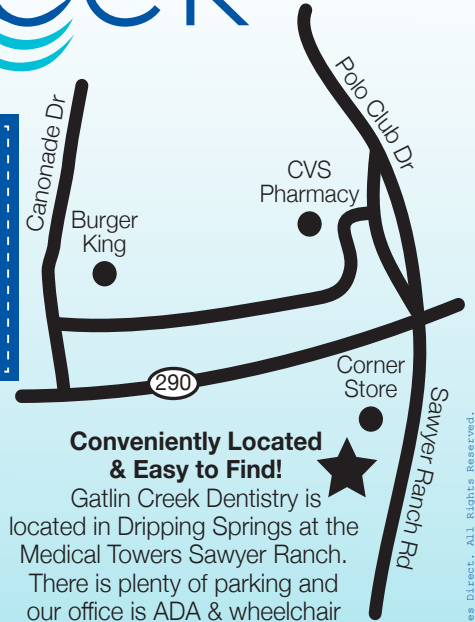 Polo Club Dr
Canonade Dr
CVS
Pharmacy
Burger
King
290
Corner
Store
Sawyer Ranch Rd
Conveniently Located
& Easy to Find!
Gatlin Creek Dentistry is
located in Dripping Springs at the
Medical Towers Sawyer Ranch.
There is plenty of parking and
our office is ADA & wheelchair
Direct. All Rights Reserved.